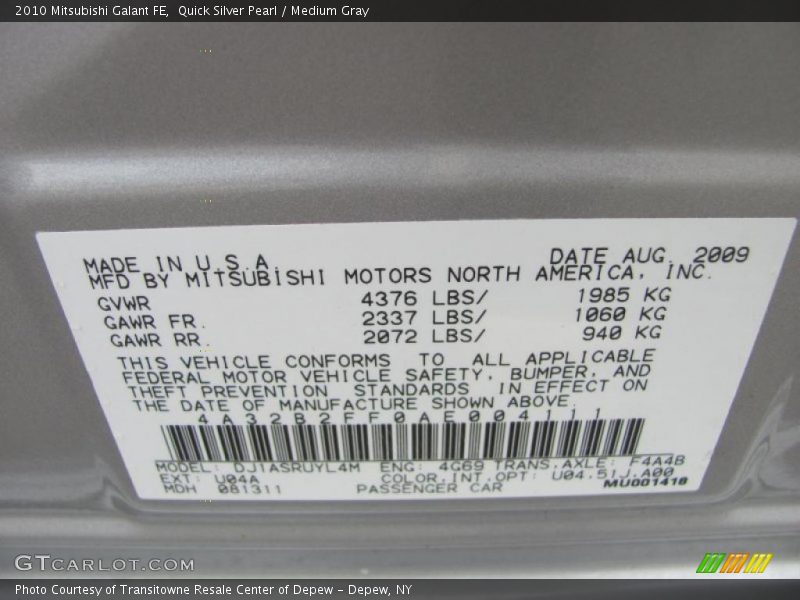 2010 Mitsubishi Galant FE, Quick Silver Pearl / Medium Gray
MADE IN U.S.A. DATE AUG. 2009
MFD BY MITSUBISHI MOTORS NORTH AMERICA, INC.
GVWR 4376 LBS/ 1985 KG
GAWR FR. 2337 LBS/ 1060 KG
GAWR RR. 2072 LBS/ 940 KG
THIS VEHICLE CONFORMS TO ALL APPLICABLE
FEDERAL MOTOR VEHICLE SAFETY, BUMPER, AND
THEFT PREVENTION STANDARDS IN EFFECT ON
THE DATE OF MANUFACTURE SHOWN ABOVE.
4A32B2FF0AE004111
MODEL: DJ1ASRUYL4M ENG: 4G69 TRANS.AXLE: F4A4B
EXT: U04A COLOR.INT.OPT: U04.51J.A00
MDH 081311 PASSENGER CAR MU001418
GTCARLOT.COM
Photo Courtesy of Transitowne Resale Center of Depew – Depew, NY